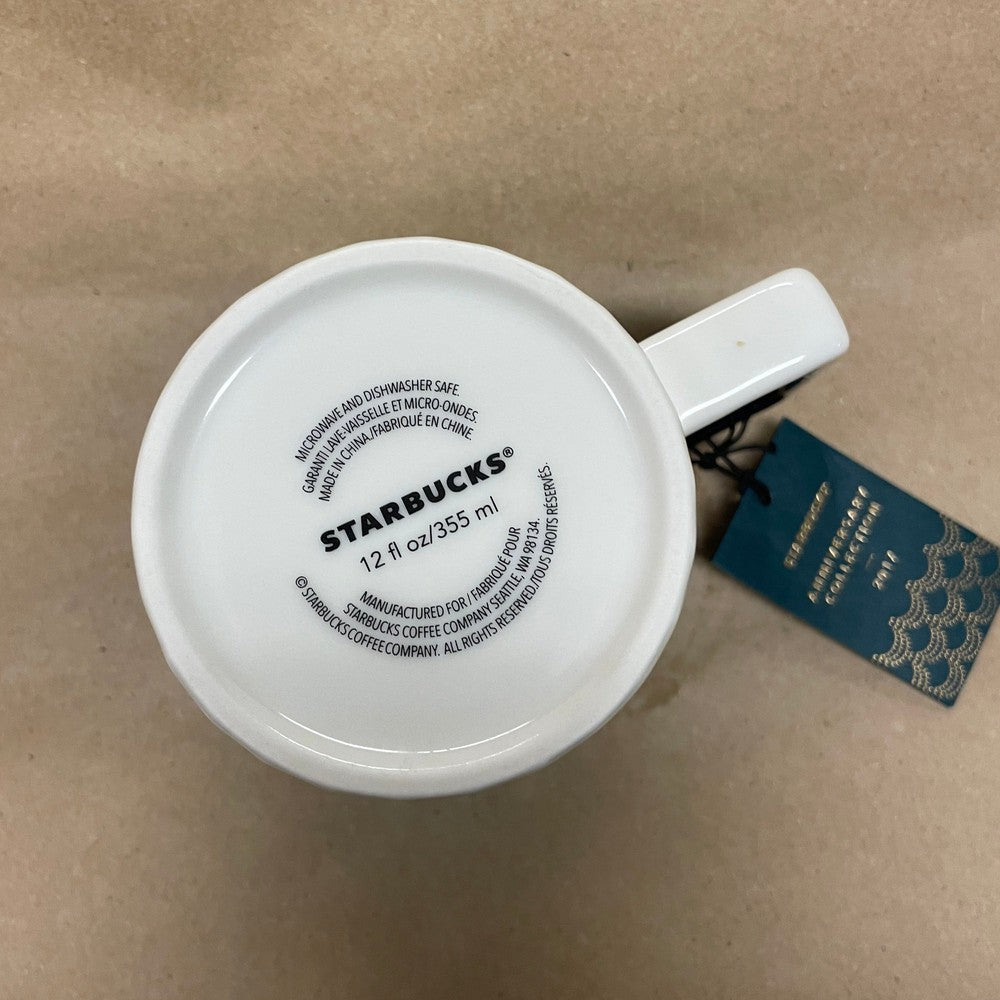 MICROWAVE AND DISHWASHER SAFE.
GARANTI LAVE-VAISSELLE ET MICRO-ONDES.
MADE IN CHINA./FABRIQUÉ EN CHINE.
STARBUCKS®
12 fl oz/355 ml
MANUFACTURED FOR/FABRIQUÉ POUR
STARBUCKS COFFEE COMPANY SEATTLE, WA 98134.
© STARBUCKS COFFEE COMPANY. ALL RIGHTS RESERVED./TOUS DROITS RÉSERVÉS.
STARBUCKS
ANNIVERSARY
COLLECTION
—
2017